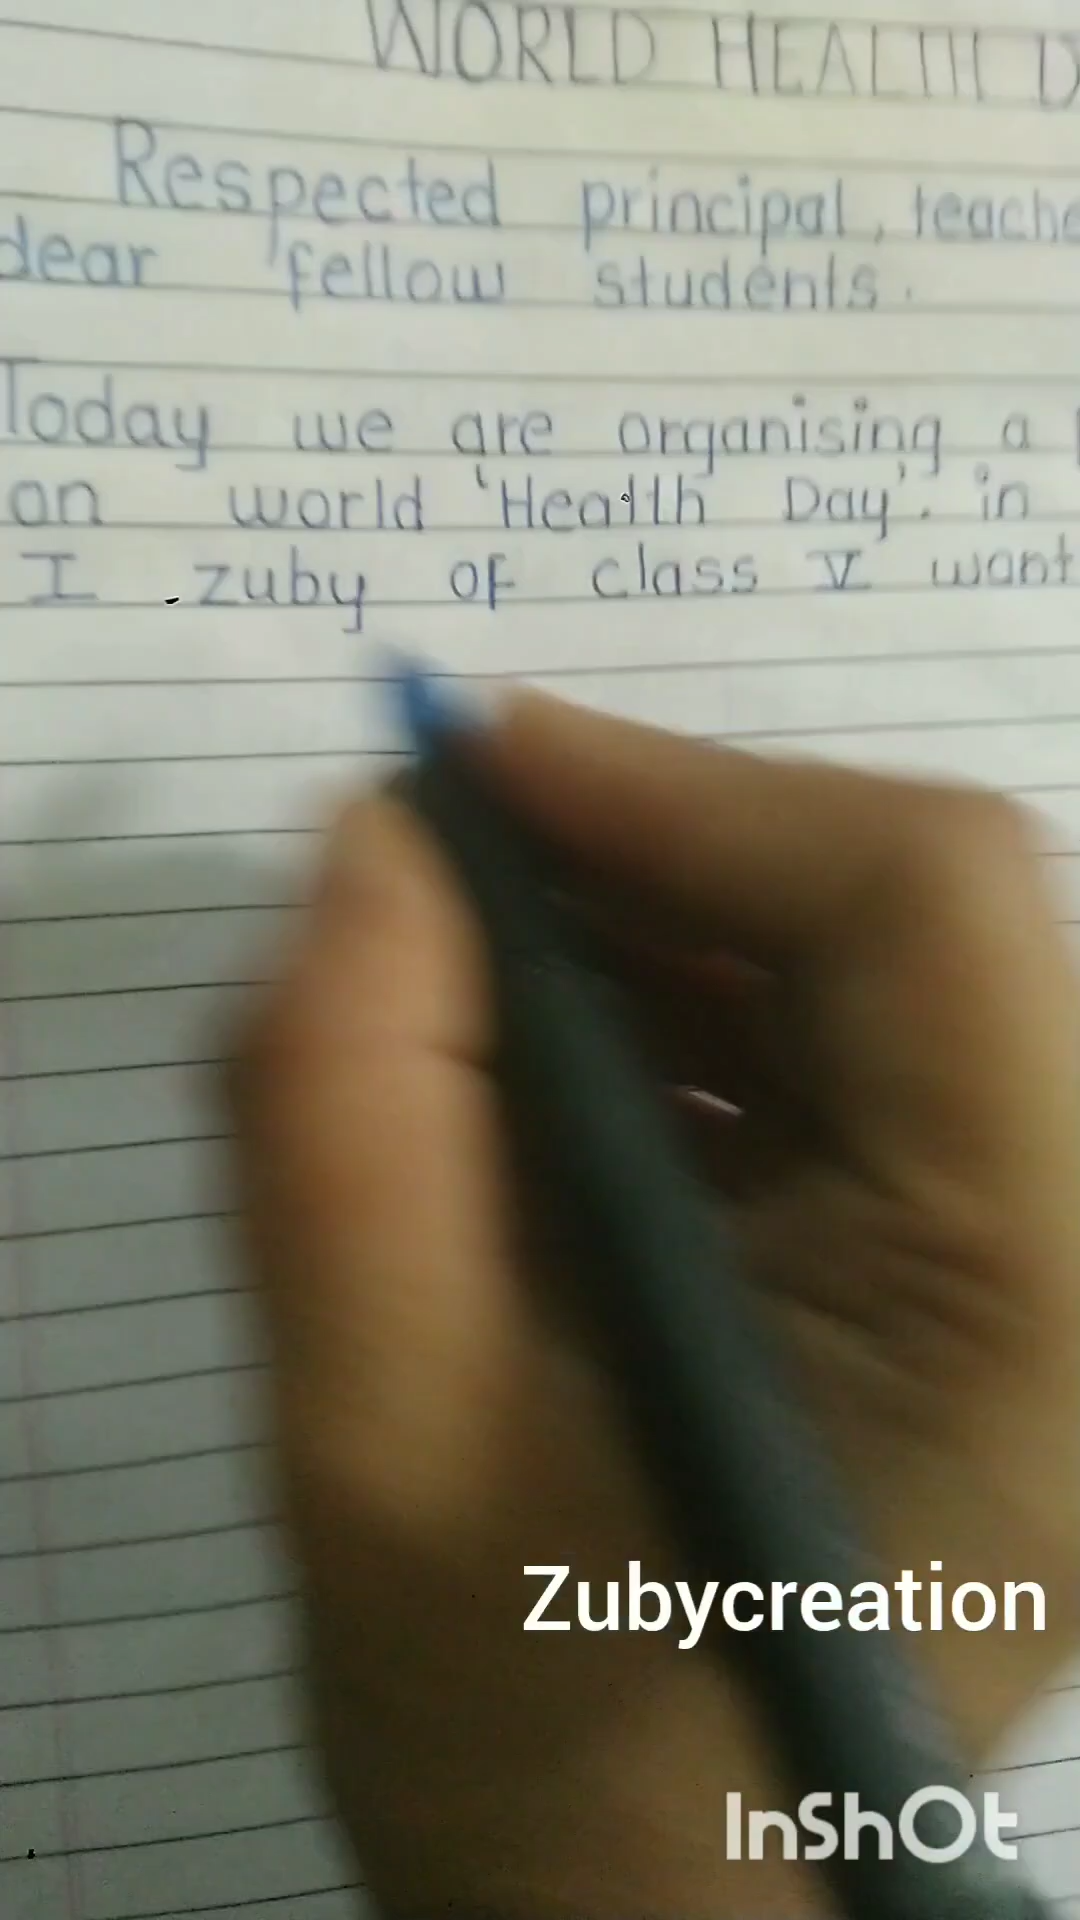 WORLD HEALTH
Respected principal,
dear fellow students.
Today we are organising a
on world 'Health Day'. in
I zuby of class V want
Zubycreation
InShOt